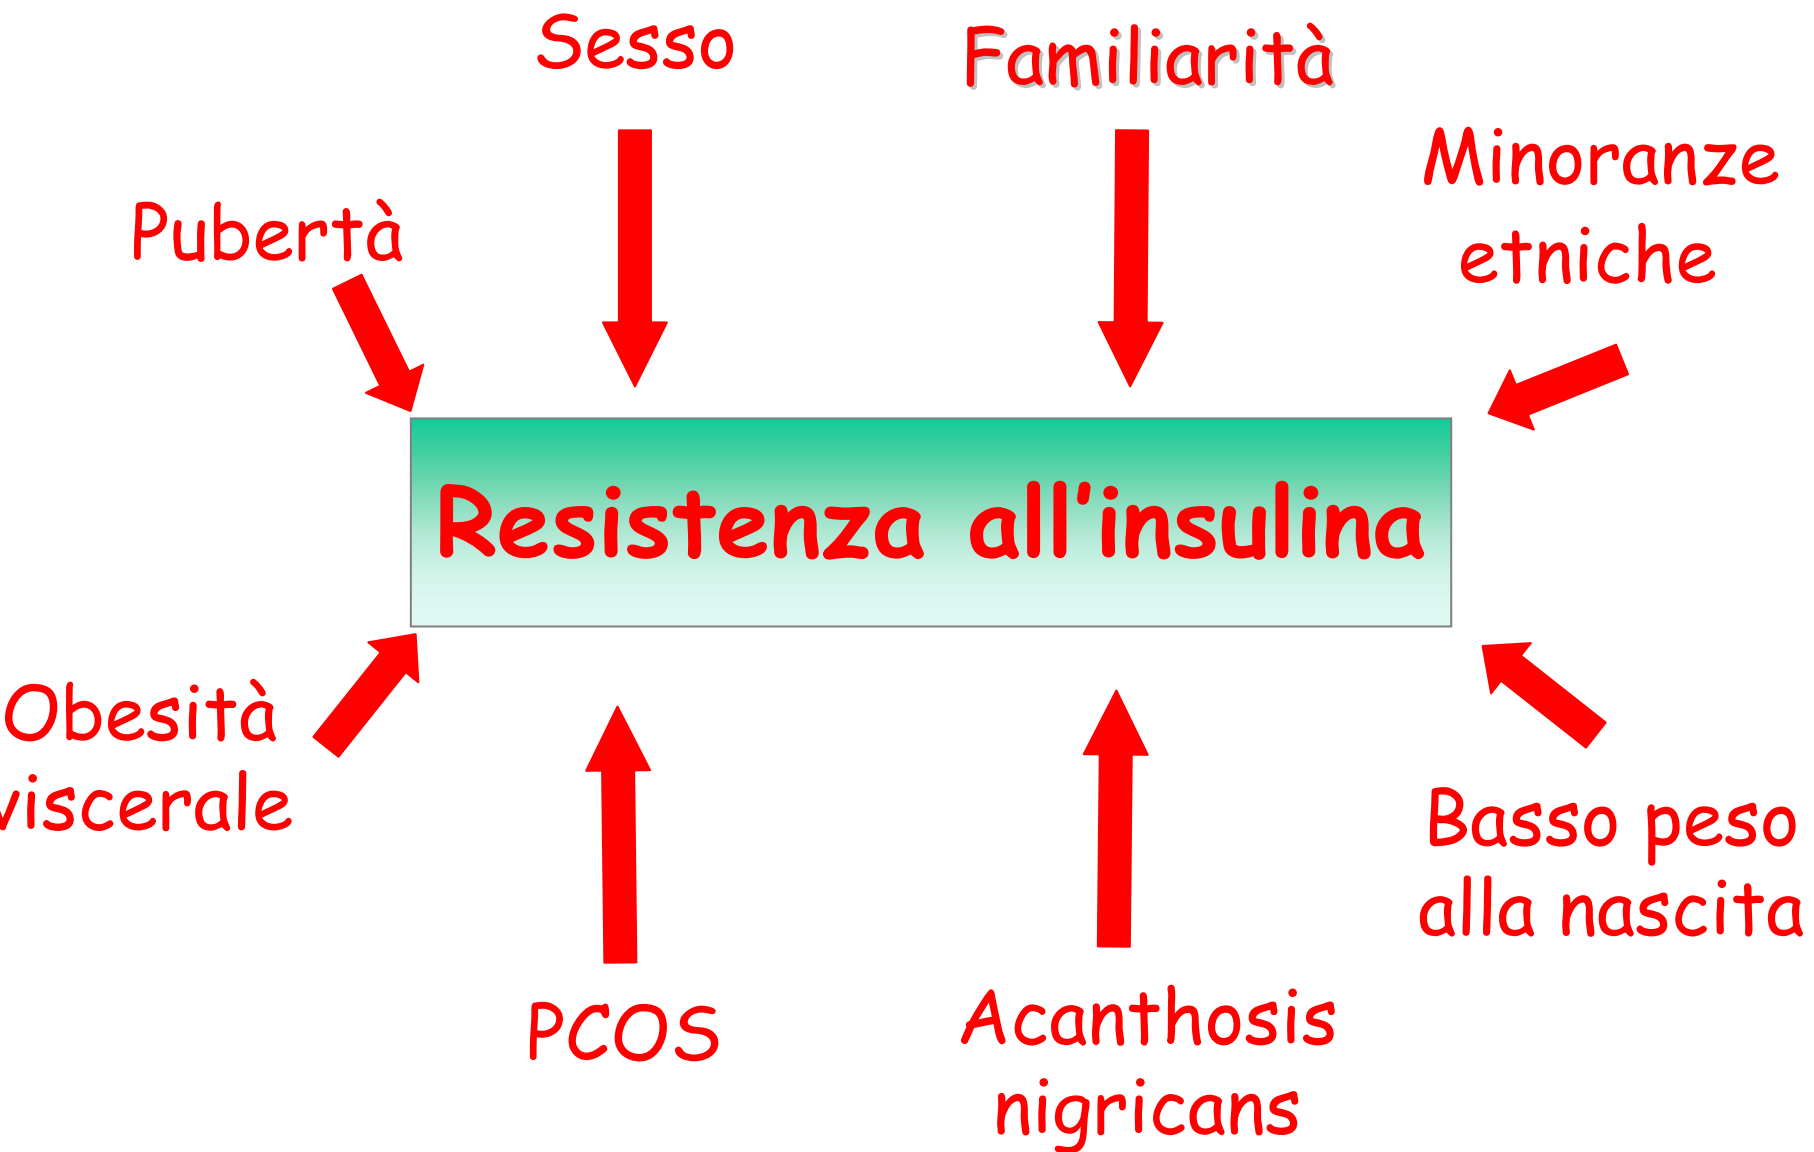 Sesso
Familiarità
Minoranze
etniche
Pubertà
Resistenza all’insulina
Obesità
viscerale
Basso peso
alla nascita
PCOS
Acanthosis
nigricans